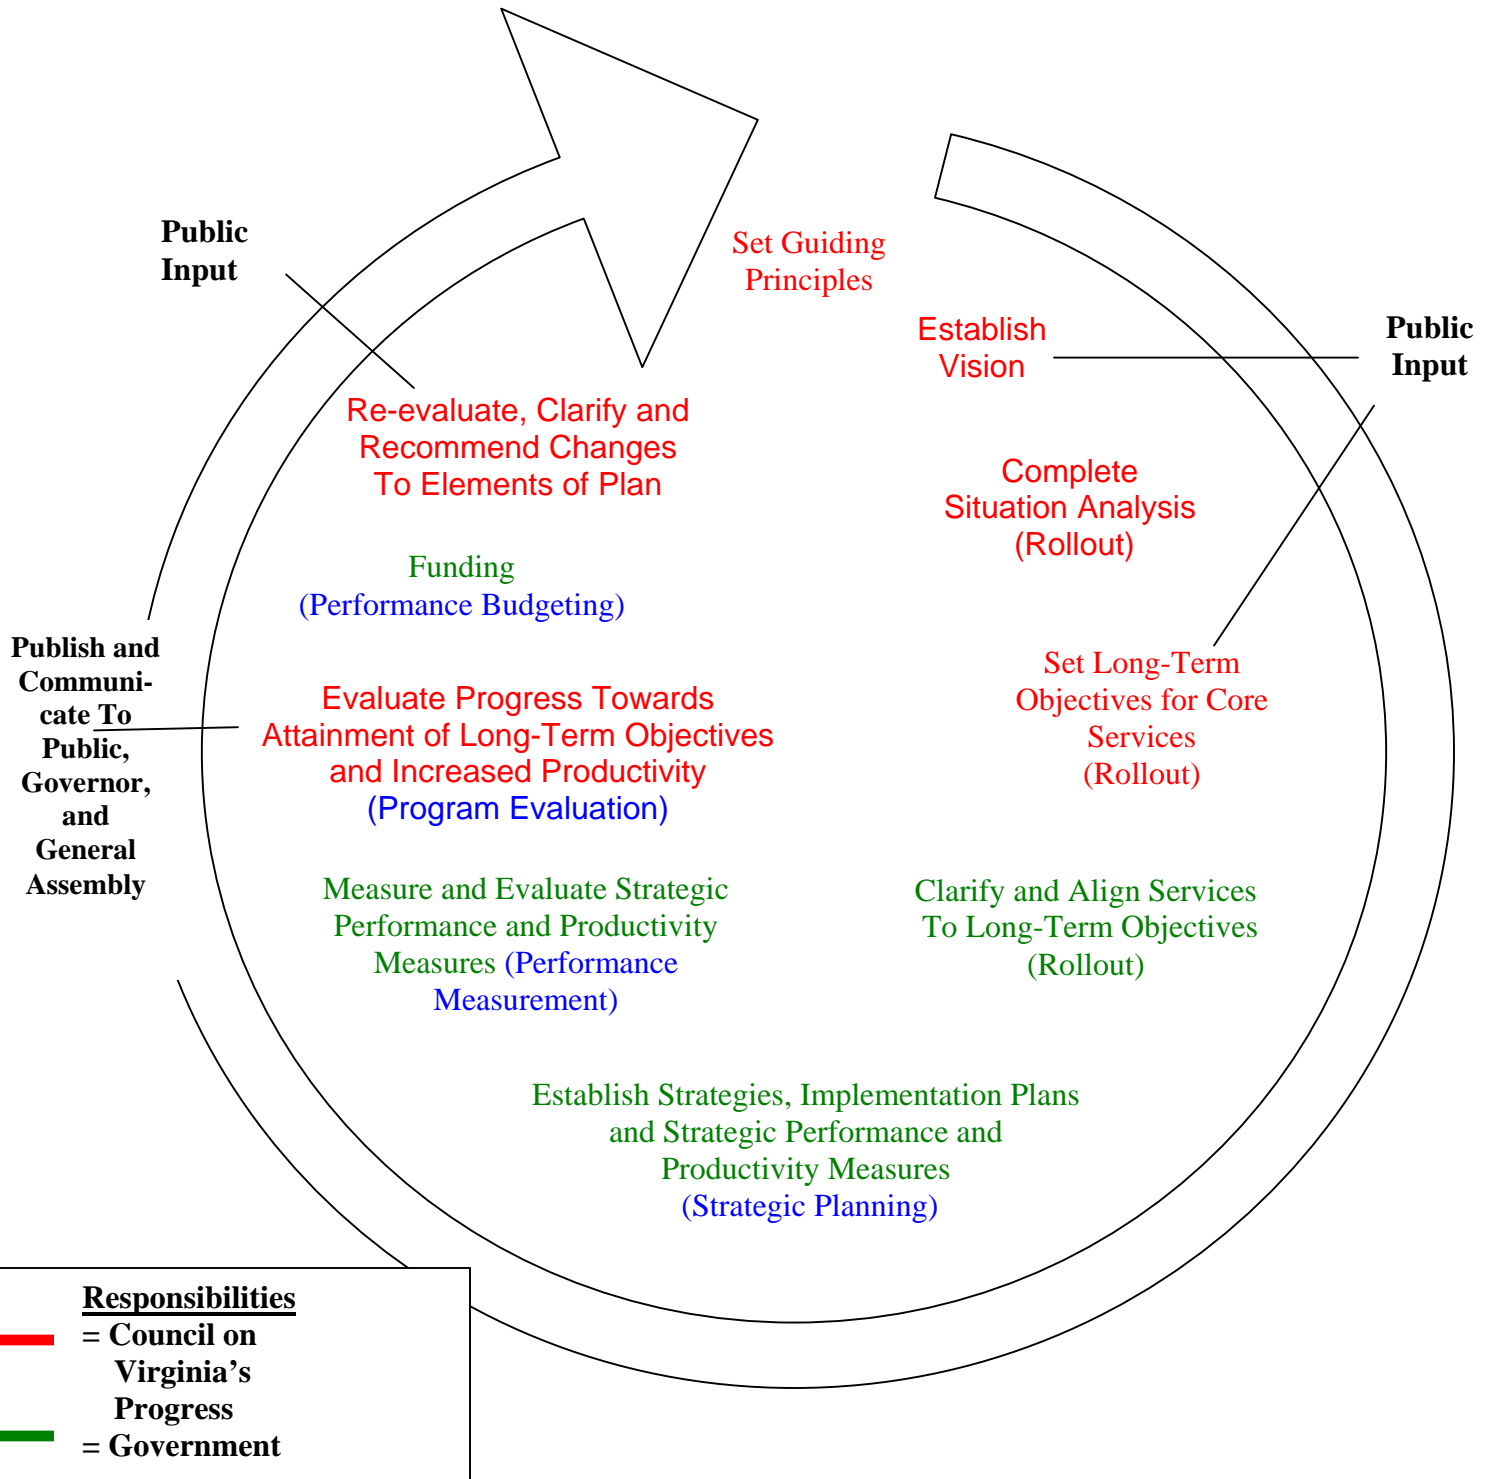 Public
Input
Set Guiding
Principles
Establish
Vision
Public
Input
Re-evaluate, Clarify and
Recommend Changes
To Elements of Plan
Complete
Situation Analysis
(Rollout)
Funding
(Performance Budgeting)
Publish and
Communi-
cate To
Public,
Governor,
and
General
Assembly
Set Long-Term
Objectives for Core
Services
(Rollout)
Evaluate Progress Towards
Attainment of Long-Term Objectives
and Increased Productivity
(Program Evaluation)
Measure and Evaluate Strategic
Performance and Productivity
Measures (Performance
Measurement)
Clarify and Align Services
To Long-Term Objectives
(Rollout)
Establish Strategies, Implementation Plans
and Strategic Performance and
Productivity Measures
(Strategic Planning)
Responsibilities
= Council on
Virginia’s
Progress
= Government